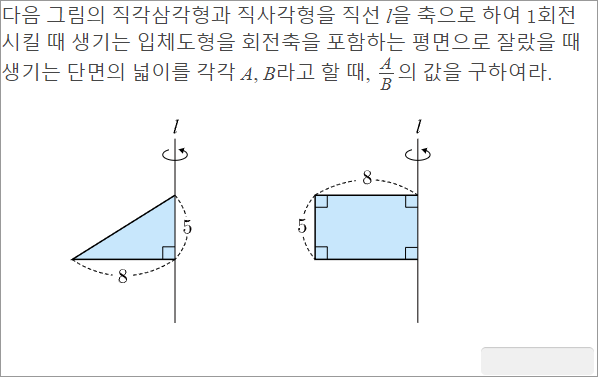 다음 그림의 직각삼각형과 직사각형을 직선 l을 축으로 하여 1회전
시킬 때 생기는 입체도형을 회전축을 포함하는 평면으로 잘랐을 때
생기는 단면의 넓이를 각각 A, B라고 할 때, A/B의 값을 구하여라.
l
l
8
5
5
8